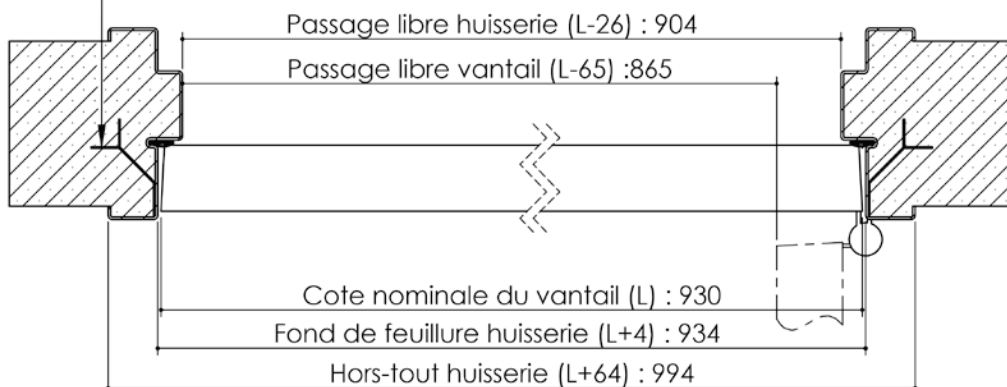 Passage libre huisserie (L-26) : 904
Passage libre vantail (L-65) :865
Cote nominale du vantail (L) : 930
Fond de feuillure huisserie (L+4) : 934
Hors-tout huisserie (L+64) : 994